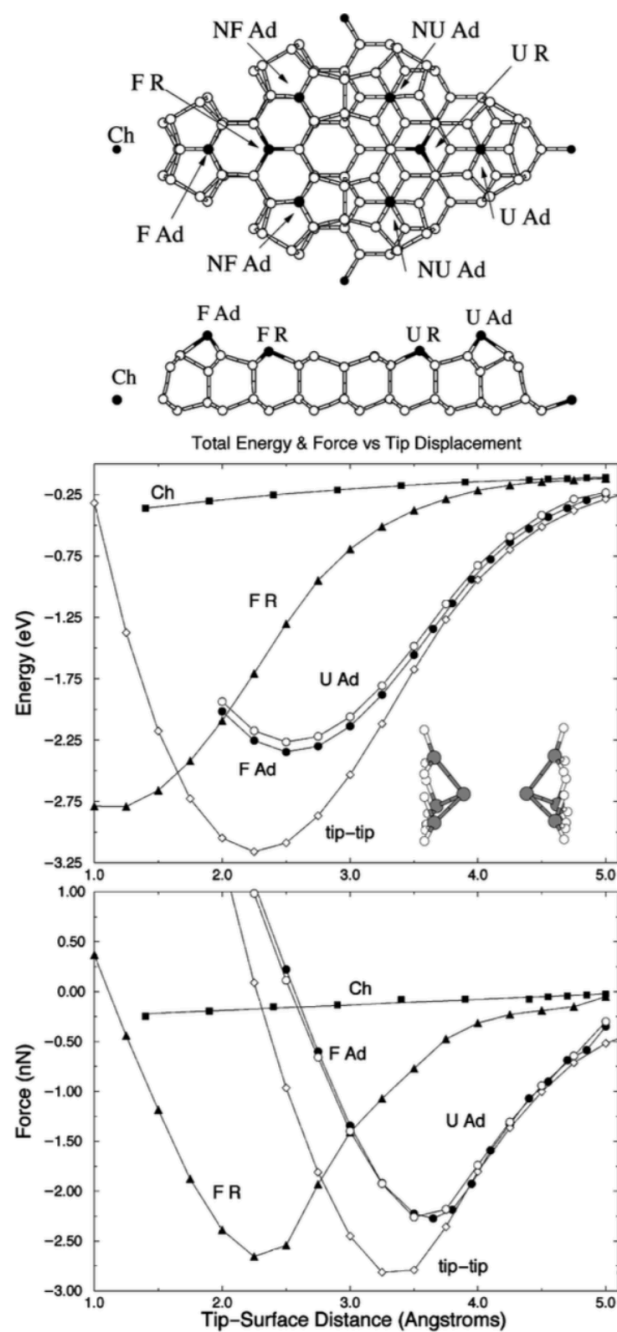 NF Ad
NU Ad
F R
U R
Ch
F Ad
U Ad
NF Ad
NU Ad
F Ad
F R
U R
U Ad
Ch
Total Energy & Force vs Tip Displacement
−0.25
−0.75
−1.25
−1.75
−2.25
−2.75
−3.25
Energy (eV)
Ch
F R
U Ad
F Ad
tip−tip
1.0
2.0
3.0
4.0
5.0
1.00
0.50
0.00
−0.50
−1.00
−1.50
−2.00
−2.50
−3.00
Force (nN)
Ch
F Ad
U Ad
F R
tip−tip
1.0
2.0
3.0
4.0
5.0
Tip−Surface Distance (Angstroms)